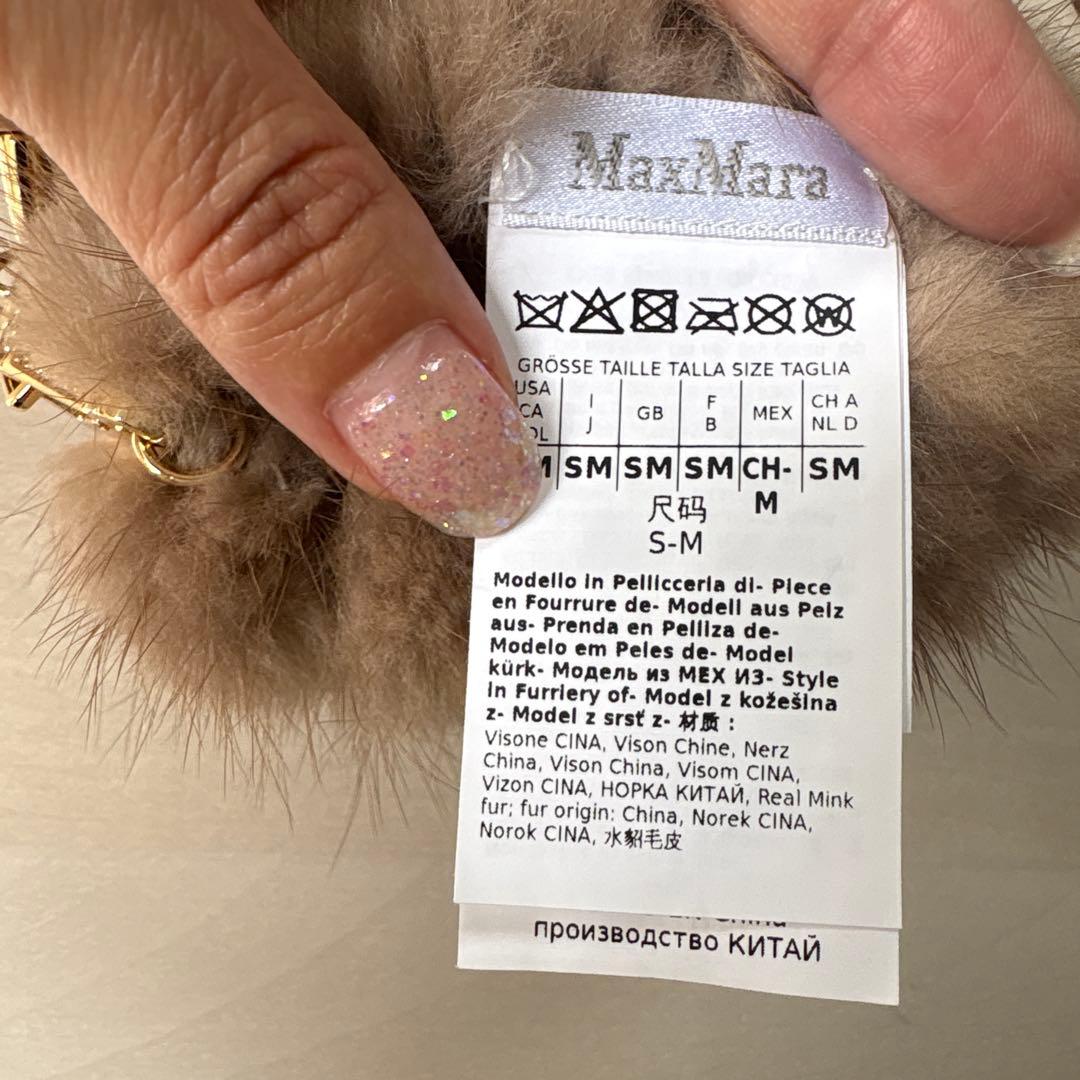 MaxMara
GRÖSSE TAILLE TALLA SIZE TAGLIA
USA CA I J GB F B MEX CH A NL D
SM SM SM CH-M SM
尺码
S-M
Modello in Pellicceria di- Piece
en Fourrure de- Modell aus Pelz
aus- Prenda en Pelliza de-
Modelo em Peles de- Model
kürk- Модель из МЕХ ИЗ- Style
in Furriery of- Model z kožešina
z- Model z srsť z- 材质 :
Visone CINA, Vison Chine, Nerz
China, Vison China, Visom CINA,
Vizon CINA, НОРКА КИТАЙ, Real Mink
fur; fur origin: China, Norek CINA,
Norok CINA, 水貂毛皮
производство КИТАЙ